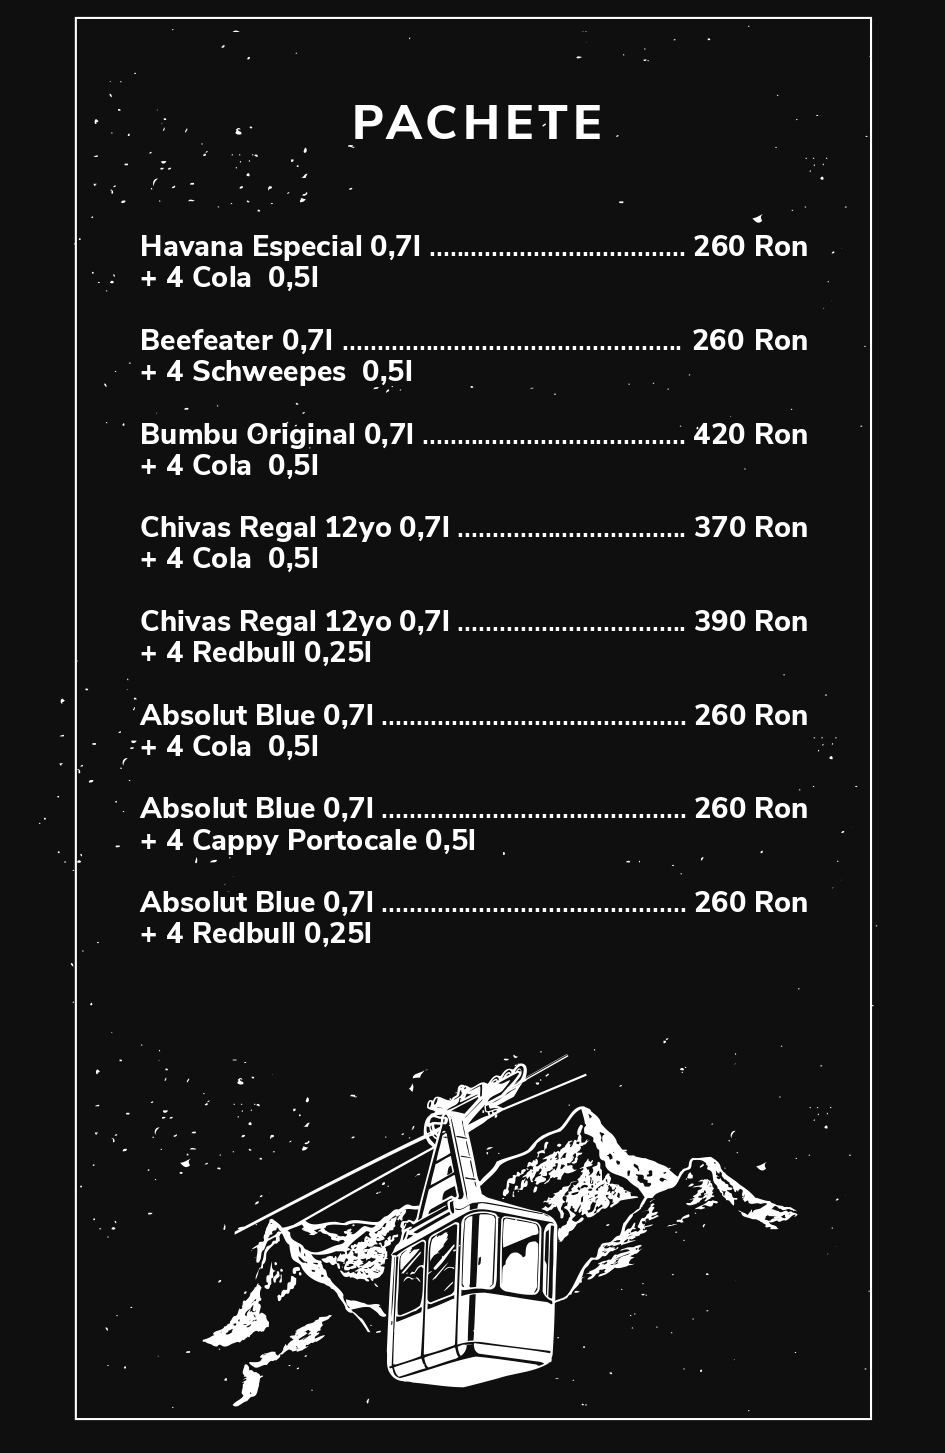 PACHETE
Havana Especial 0,7l ..................................... 260 Ron
+ 4 Cola  0,5l
Beefeater 0,7l ................................................. 260 Ron
+ 4 Schweepes  0,5l
Bumbu Original 0,7l ...................................... 420 Ron
+ 4 Cola  0,5l
Chivas Regal 12yo 0,7l ................................. 370 Ron
+ 4 Cola  0,5l
Chivas Regal 12yo 0,7l ................................. 390 Ron
+ 4 Redbull 0,25l
Absolut Blue 0,7l ............................................ 260 Ron
+ 4 Cola  0,5l
Absolut Blue 0,7l ............................................ 260 Ron
+ 4 Cappy Portocale 0,5l
Absolut Blue 0,7l ............................................ 260 Ron
+ 4 Redbull 0,25l